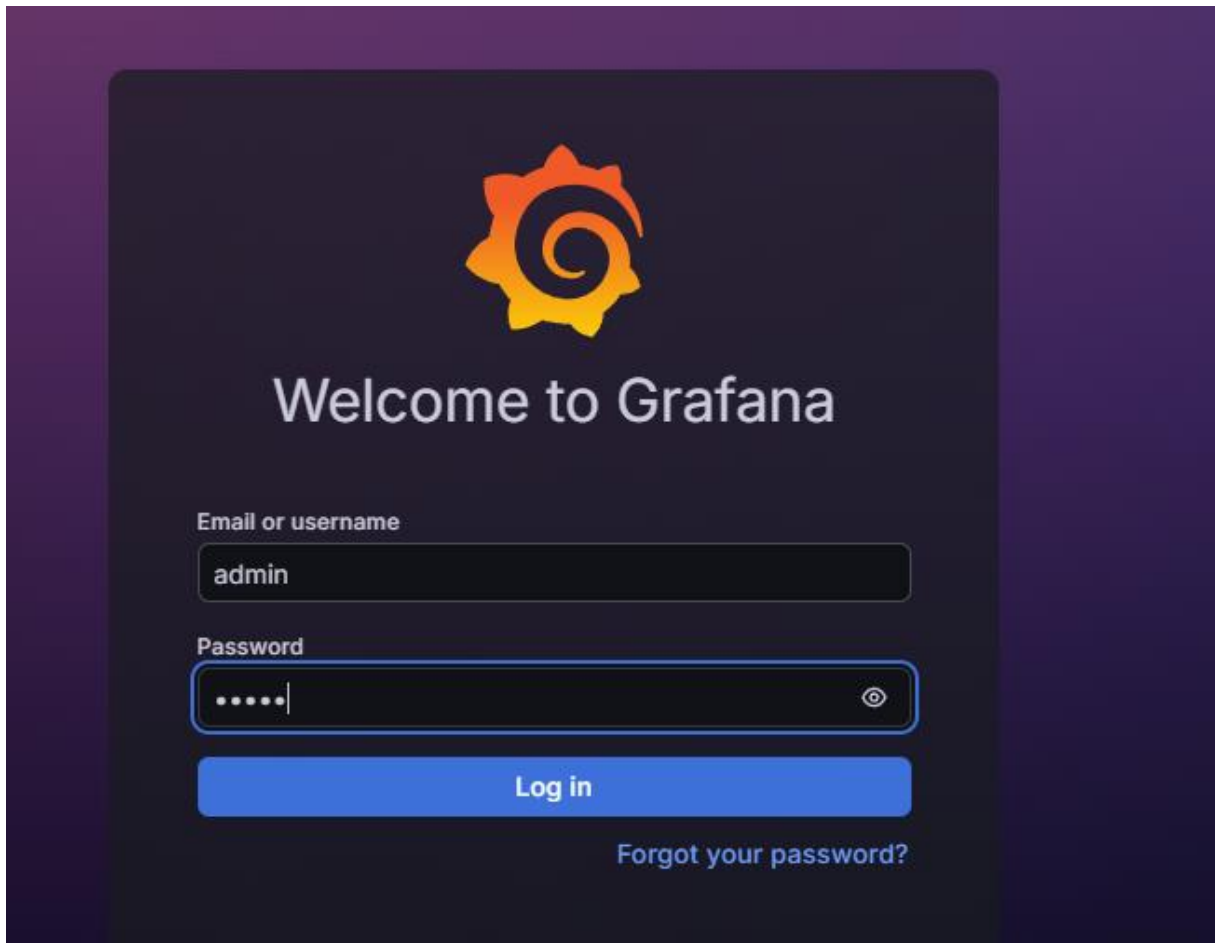 Welcome to Grafana
Email or username
admin
Password
•••••
Log in
Forgot your password?